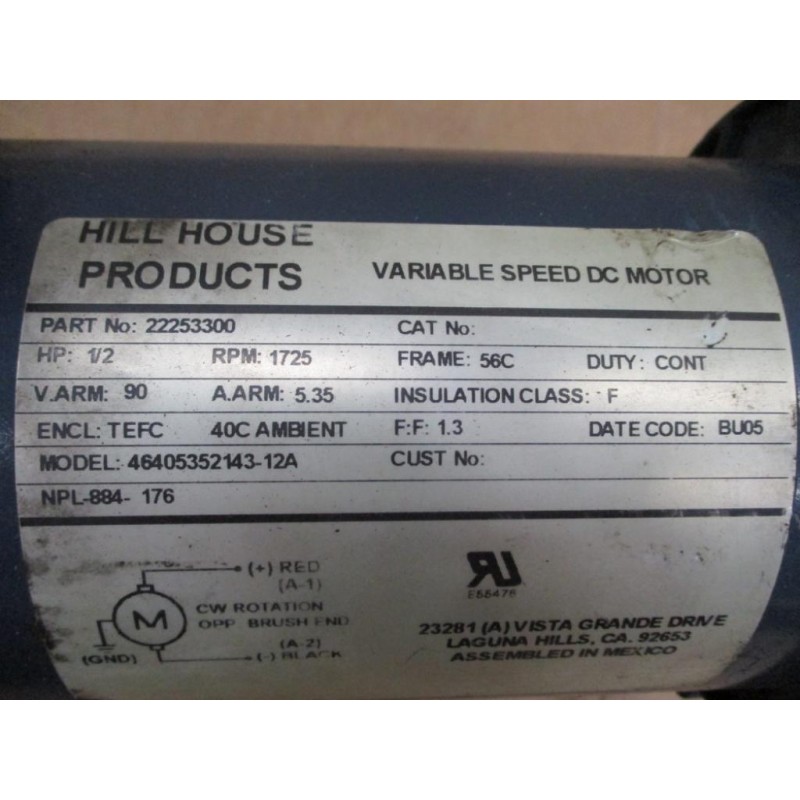 HILL HOUSE
PRODUCTS VARIABLE SPEED DC MOTOR
PART No: 22253300 CAT No:
HP: 1/2 RPM: 1725 FRAME: 56C DUTY: CONT
V.ARM: 90 A.ARM: 5.35 INSULATION CLASS: F
ENCL: TEFC 40C AMBIENT F:F: 1.3 DATE CODE: BU05
MODEL: 46405352143-12A CUST No:
NPL-884- 176
(+) RED
(A-1)
M
CW ROTATION
OPP BRUSH END
(A-2)
(GND) (-) BLACK
RU
E55476
23281 (A) VISTA GRANDE DRIVE
LAGUNA HILLS, CA. 92653
ASSEMBLED IN MEXICO